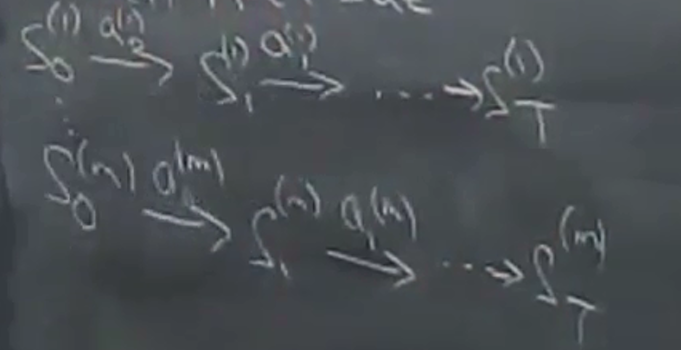 S_0^{(1)} \xrightarrow{a_0^{(1)}} S_1^{(1)} \xrightarrow{a_1^{(1)}} \cdots \rightarrow S_T^{(1)}
\vdots
S_0^{(m)} \xrightarrow{a_0^{(m)}} S_1^{(m)} \xrightarrow{a_1^{(m)}} \cdots \rightarrow S_T^{(m)}